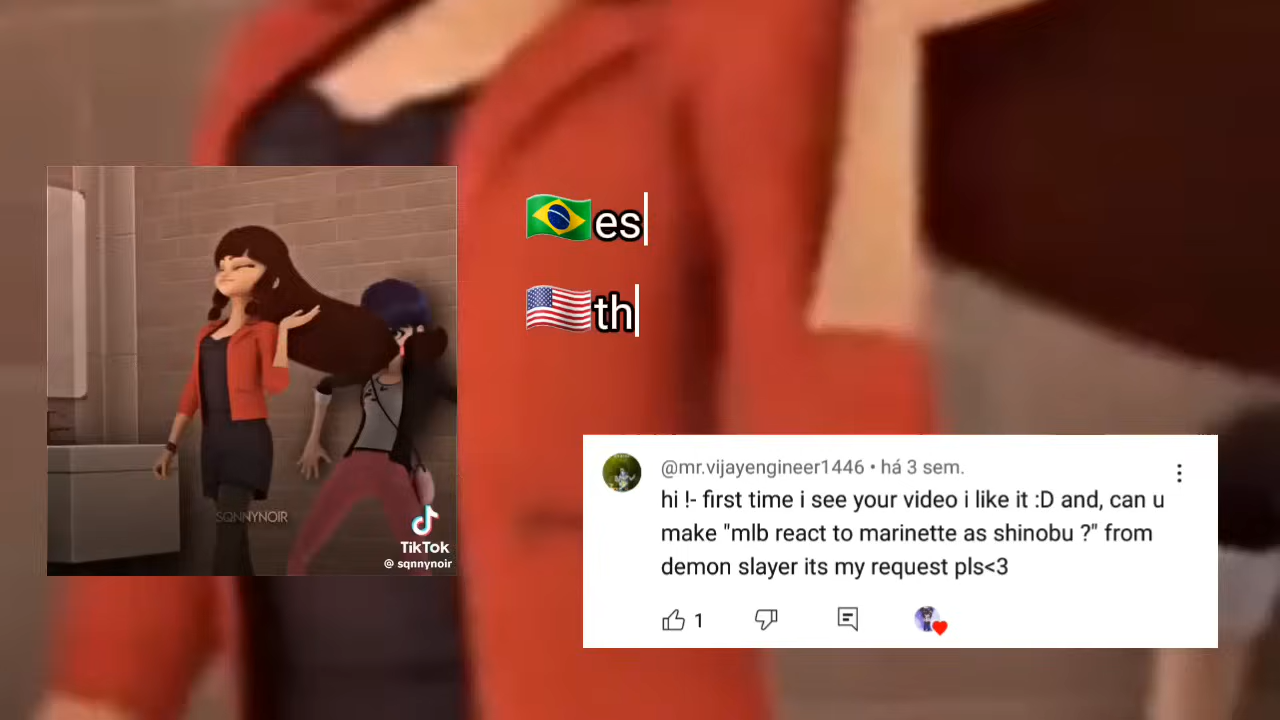 🇧🇷es
🇺🇸th
SQNNYNOIR
TikTok
@ sqnnynoir
@mr.vijayengineer1446 • há 3 sem.
hi !- first time i see your video i like it :D and, can u
make "mlb react to marinette as shinobu ?" from
demon slayer its my request pls<3
1